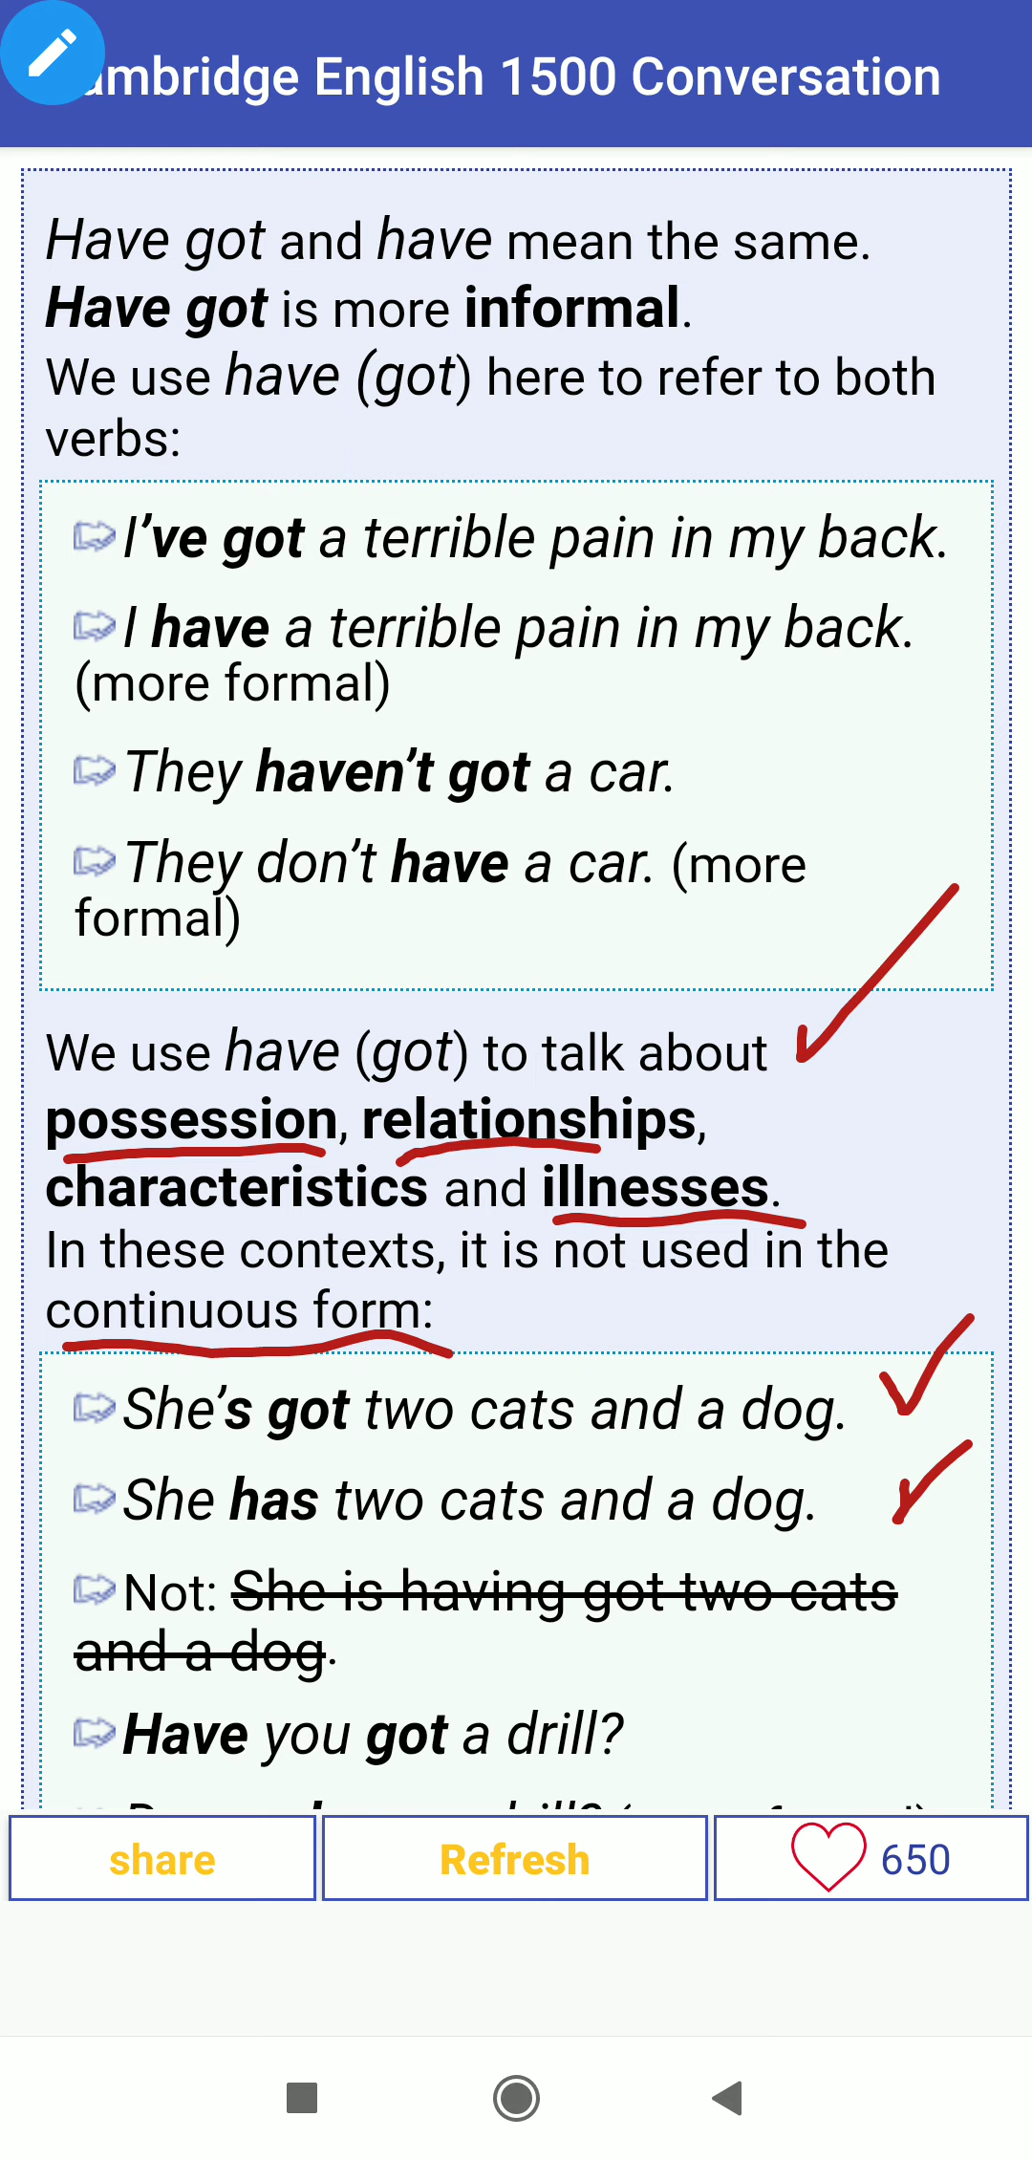 mbridge English 1500 Conversation
Have got and have mean the same.
Have got is more informal.
We use have (got) here to refer to both
verbs:
I've got a terrible pain in my back.
I have a terrible pain in my back.
(more formal)
They haven't got a car.
They don't have a car. (more
formal)
We use have (got) to talk about
possession, relationships,
characteristics and illnesses.
In these contexts, it is not used in the
continuous form:
She's got two cats and a dog.
She has two cats and a dog.
Not: She is having got two cats
and a dog.
Have you got a drill?
share
Refresh
650